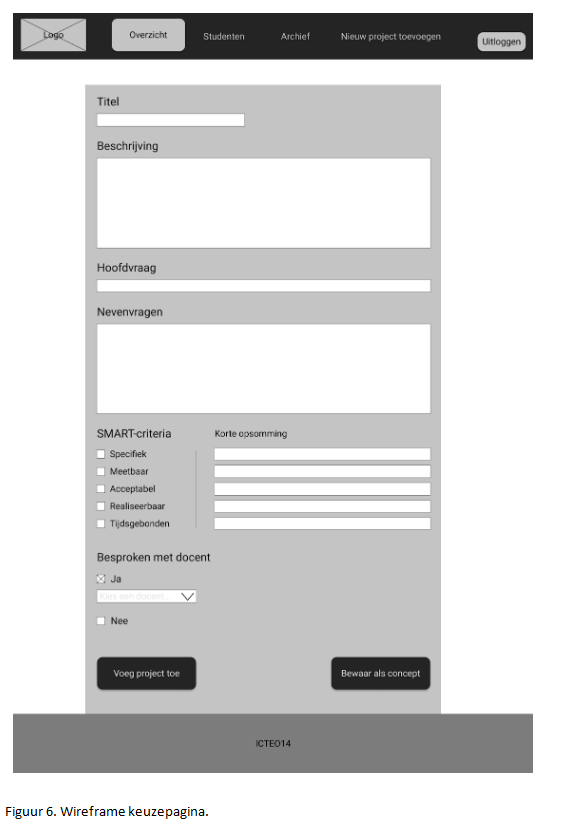 Logo
Overzicht
Studenten
Archief
Nieuw project toevoegen
Uitloggen
Titel
Beschrijving
Hoofdvraag
Nevenvragen
SMART-criteria
Korte opsomming
Specifiek
Meetbaar
Acceptabel
Realiseerbaar
Tijdsgebonden
Besproken met docent
Ja
Kies een docent...
Nee
Voeg project toe
Bewaar als concept
ICTEO14
Figuur 6. Wireframe keuzepagina.